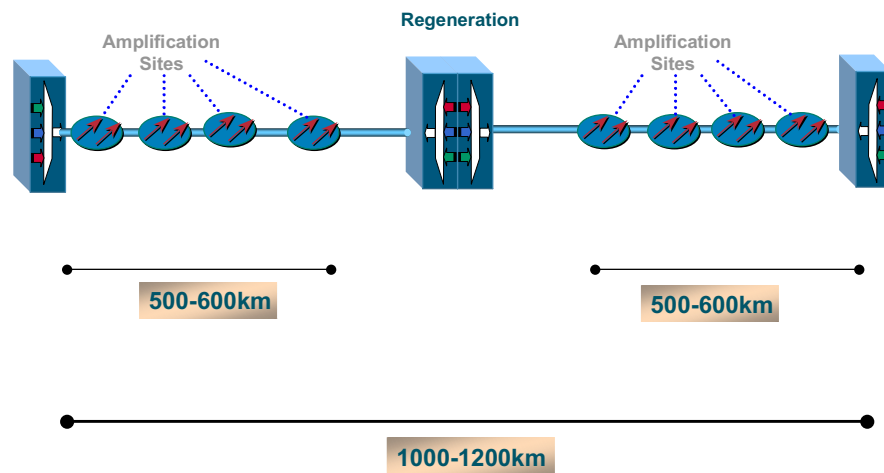 Regeneration
Amplification
Sites
Amplification
Sites
500-600km
500-600km
1000-1200km